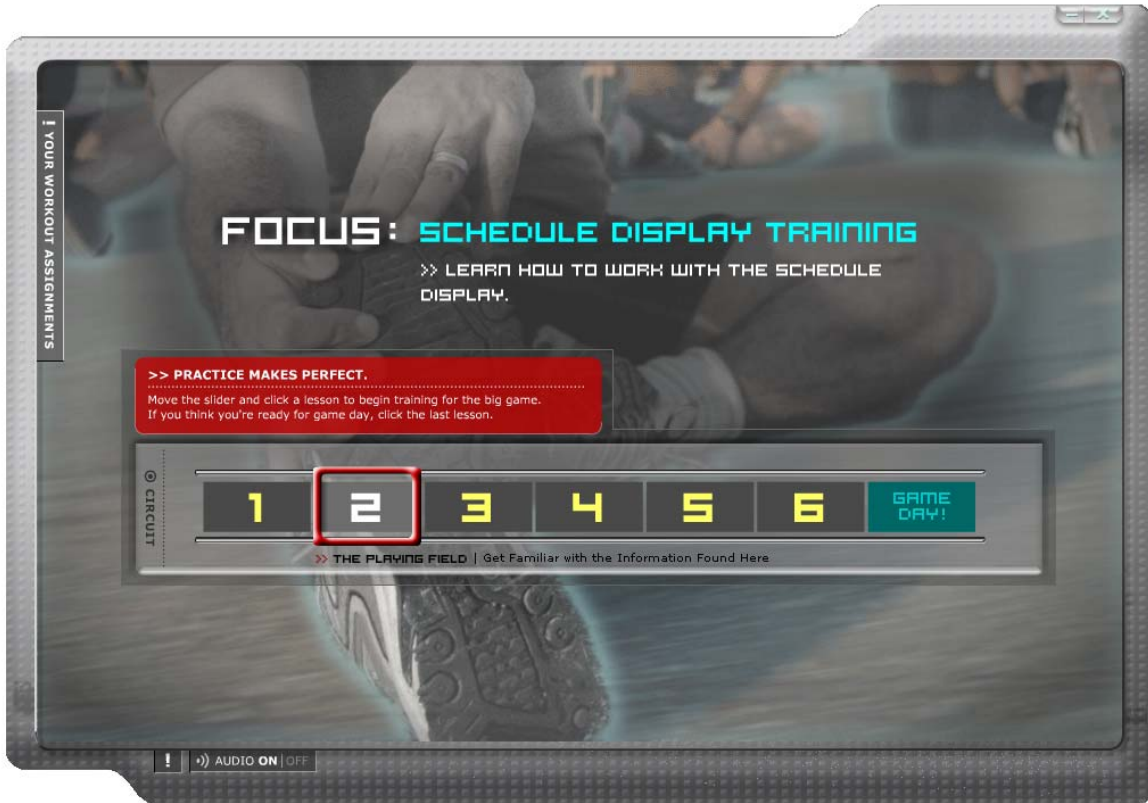 ! YOUR WORKOUT ASSIGNMENTS
FOCUS: SCHEDULE DISPLAY TRAINING
>> LEARN HOW TO WORK WITH THE SCHEDULE
DISPLAY.
>> PRACTICE MAKES PERFECT.
Move the slider and click a lesson to begin training for the big game.
If you think you're ready for game day, click the last lesson.
CIRCUIT
1 2 3 4 5 6 GAME
DAY!
>> THE PLAYING FIELD | Get Familiar with the Information Found Here
! AUDIO ON | OFF